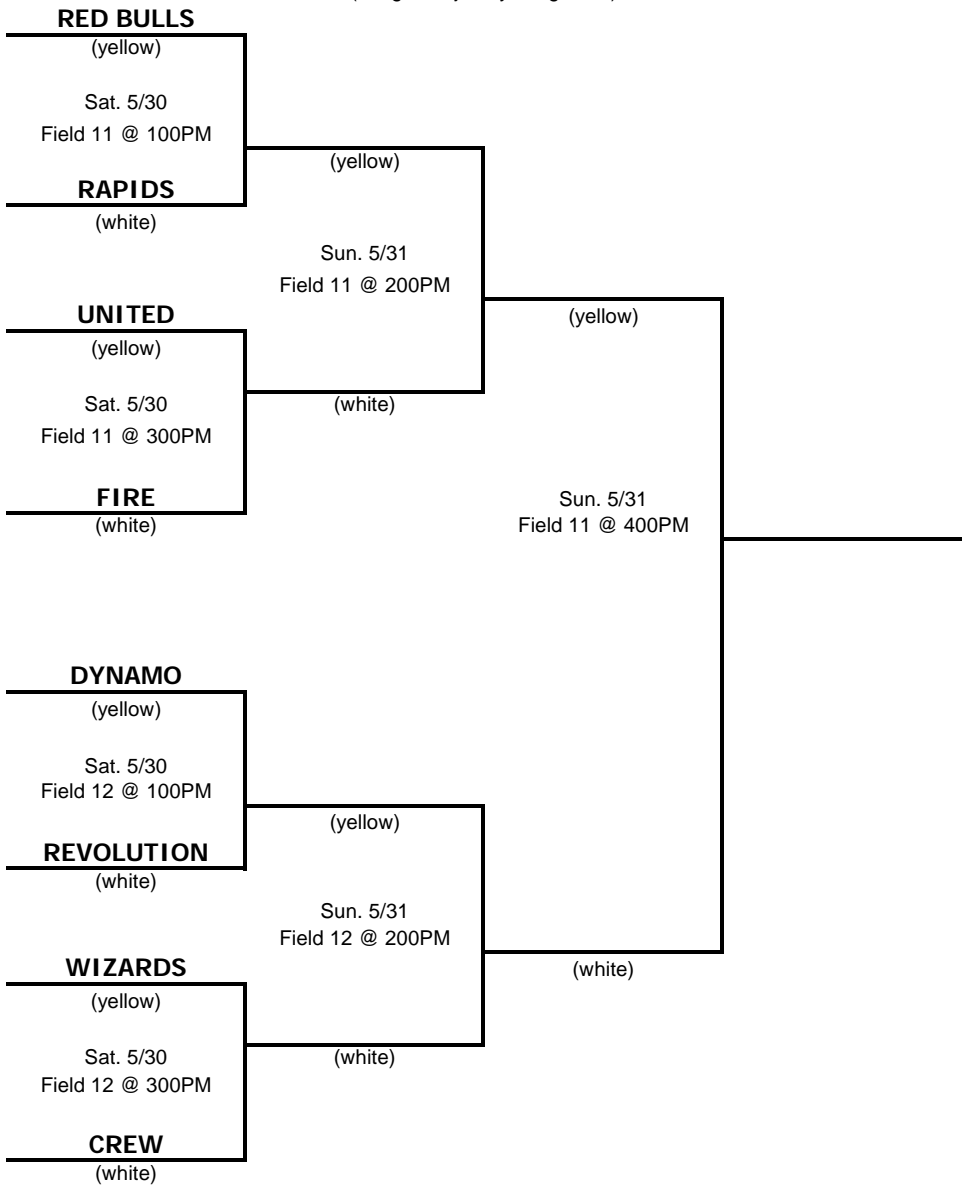 RED BULLS
(yellow)
Sat. 5/30
Field 11 @ 100PM
RAPIDS
(white)
(yellow)
Sun. 5/31
Field 11 @ 200PM
UNITED
(yellow)
Sat. 5/30
Field 11 @ 300PM
(white)
FIRE
(white)
(yellow)
Sun. 5/31
Field 11 @ 400PM
DYNAMO
(yellow)
Sat. 5/30
Field 12 @ 100PM
REVOLUTION
(white)
(yellow)
Sun. 5/31
Field 12 @ 200PM
WIZARDS
(yellow)
Sat. 5/30
Field 12 @ 300PM
(white)
CREW
(white)
(white)